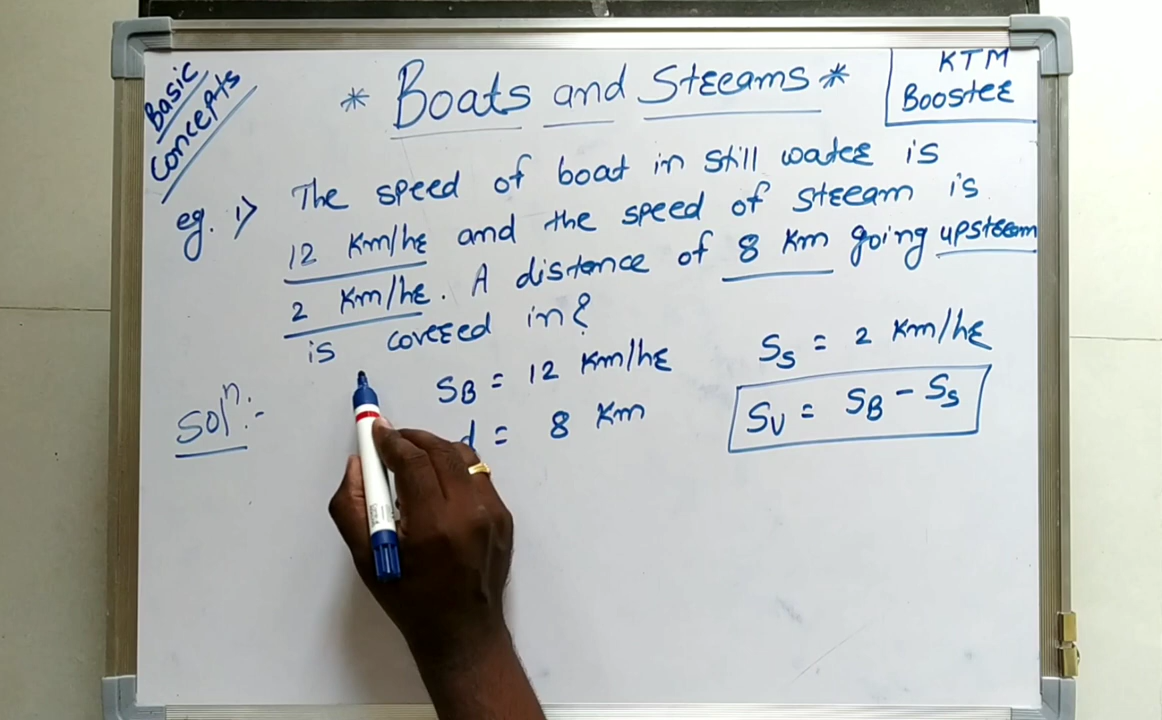 Basic
Concepts
* Boats and Streams *
KTM
Booster
eg. 1) The speed of boat in still water is
12 Km/hr and the speed of stream is
2 Km/hr. A distance of 8 Km going upstream
is covered in?
Solⁿ:-
SB = 12 Km/hr
Ss = 2 Km/hr
d = 8 Km
SU = SB - Ss